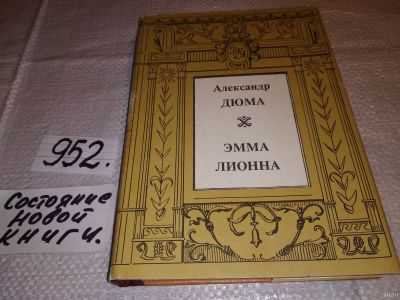 Александр
ДЮМА
ЭММА
ЛИОННА
952.
Состояние
Новой
книги.